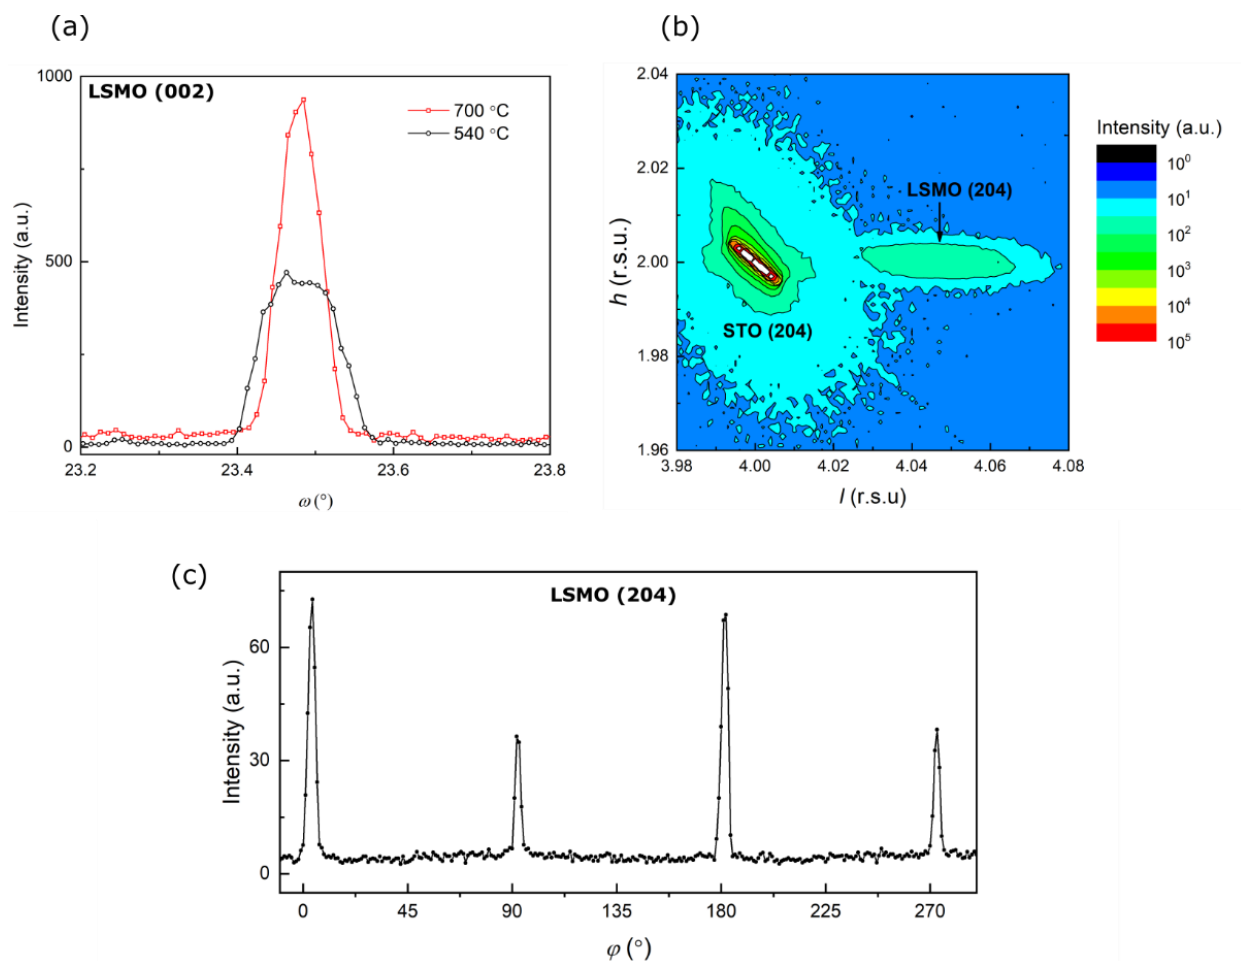 (a)
LSMO (002)
700 °C
540 °C
1000
500
0
Intensity (a.u.)
23.2
23.4
23.6
23.8
ω (°)
(b)
2.04
2.02
2.00
1.98
1.96
h (r.s.u.)
LSMO (204)
STO (204)
3.98
4.00
4.02
4.04
4.06
4.08
l (r.s.u)
Intensity (a.u.)
10⁰
10¹
10²
10³
10⁴
10⁵
(c)
LSMO (204)
60
30
0
Intensity (a.u.)
0
45
90
135
180
225
270
φ (°)